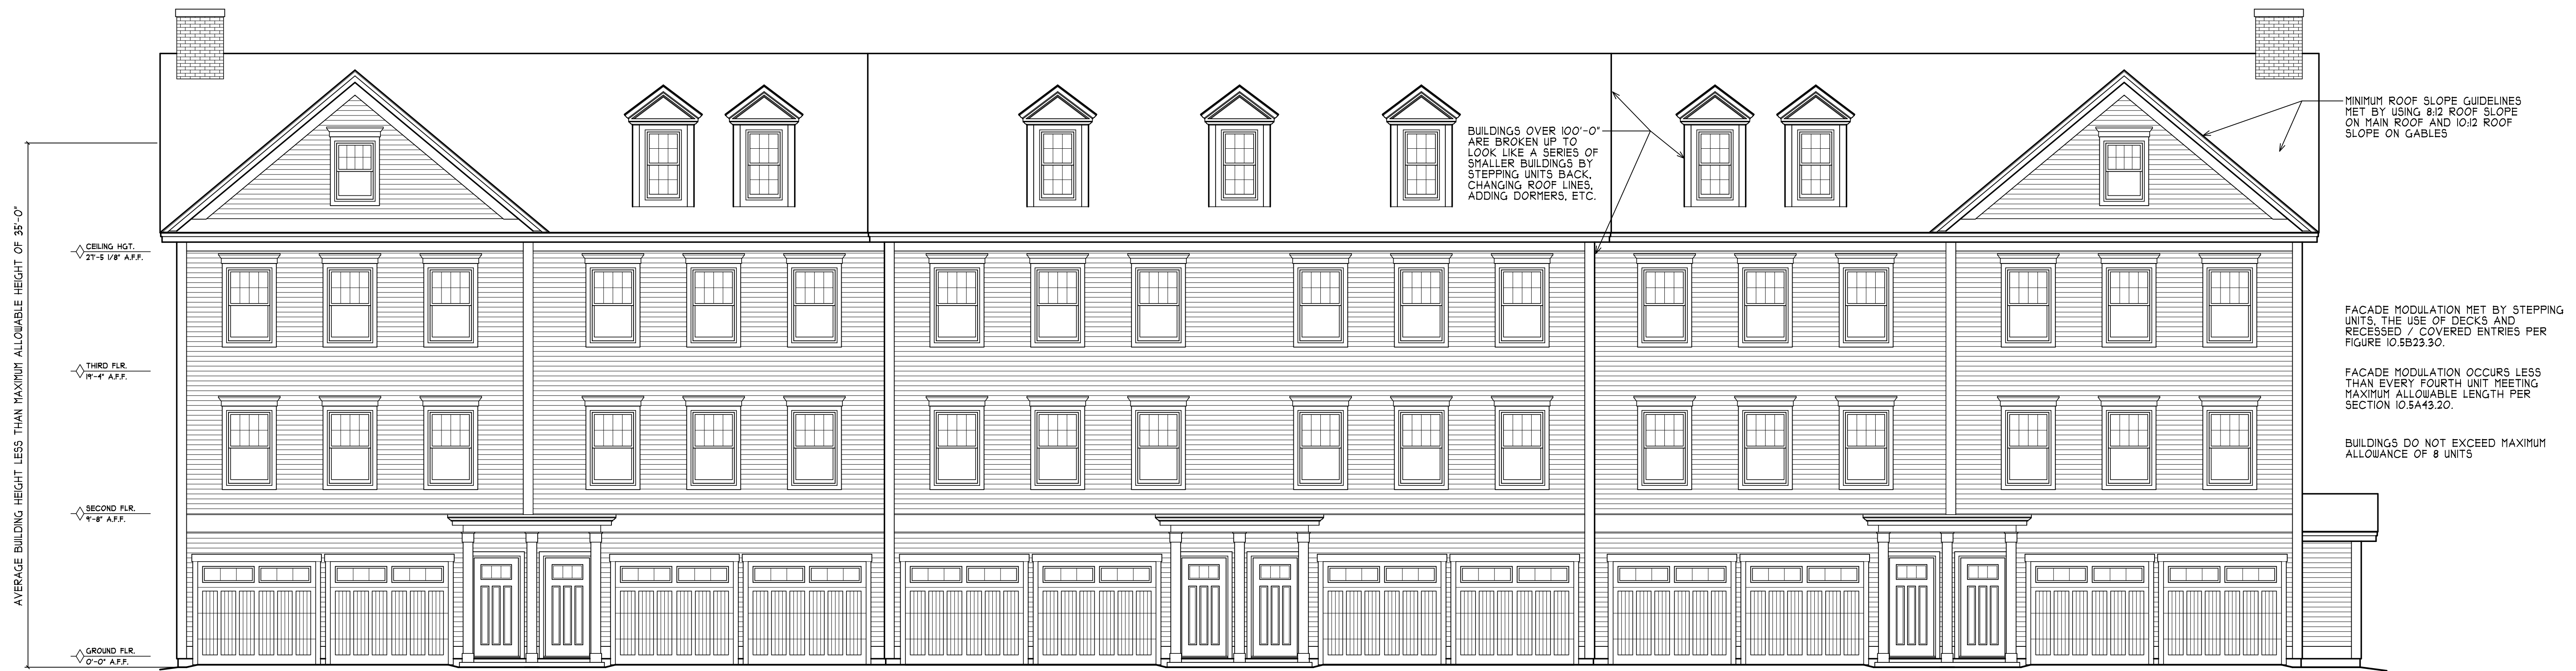 AVERAGE BUILDING HEIGHT LESS THAN MAXIMUM ALLOWABLE HEIGHT OF 35'-0"
CEILING HGT.
27'-5 1/8" A.F.F.
THIRD FLR.
19'-4" A.F.F.
SECOND FLR.
9'-8" A.F.F.
GROUND FLR.
0'-0" A.F.F.
BUILDINGS OVER 100'-0"
ARE BROKEN UP TO
LOOK LIKE A SERIES OF
SMALLER BUILDINGS BY
STEPPING UNITS BACK,
CHANGING ROOF LINES,
ADDING DORMERS, ETC.
MINIMUM ROOF SLOPE GUIDELINES
MET BY USING 8:12 ROOF SLOPE
ON MAIN ROOF AND 10:12 ROOF
SLOPE ON GABLES
FACADE MODULATION MET BY STEPPING
UNITS, THE USE OF DECKS AND
RECESSED / COVERED ENTRIES PER
FIGURE 10.5B23.30.
FACADE MODULATION OCCURS LESS
THAN EVERY FOURTH UNIT MEETING
MAXIMUM ALLOWABLE LENGTH PER
SECTION 10.5A43.20.
BUILDINGS DO NOT EXCEED MAXIMUM
ALLOWANCE OF 8 UNITS